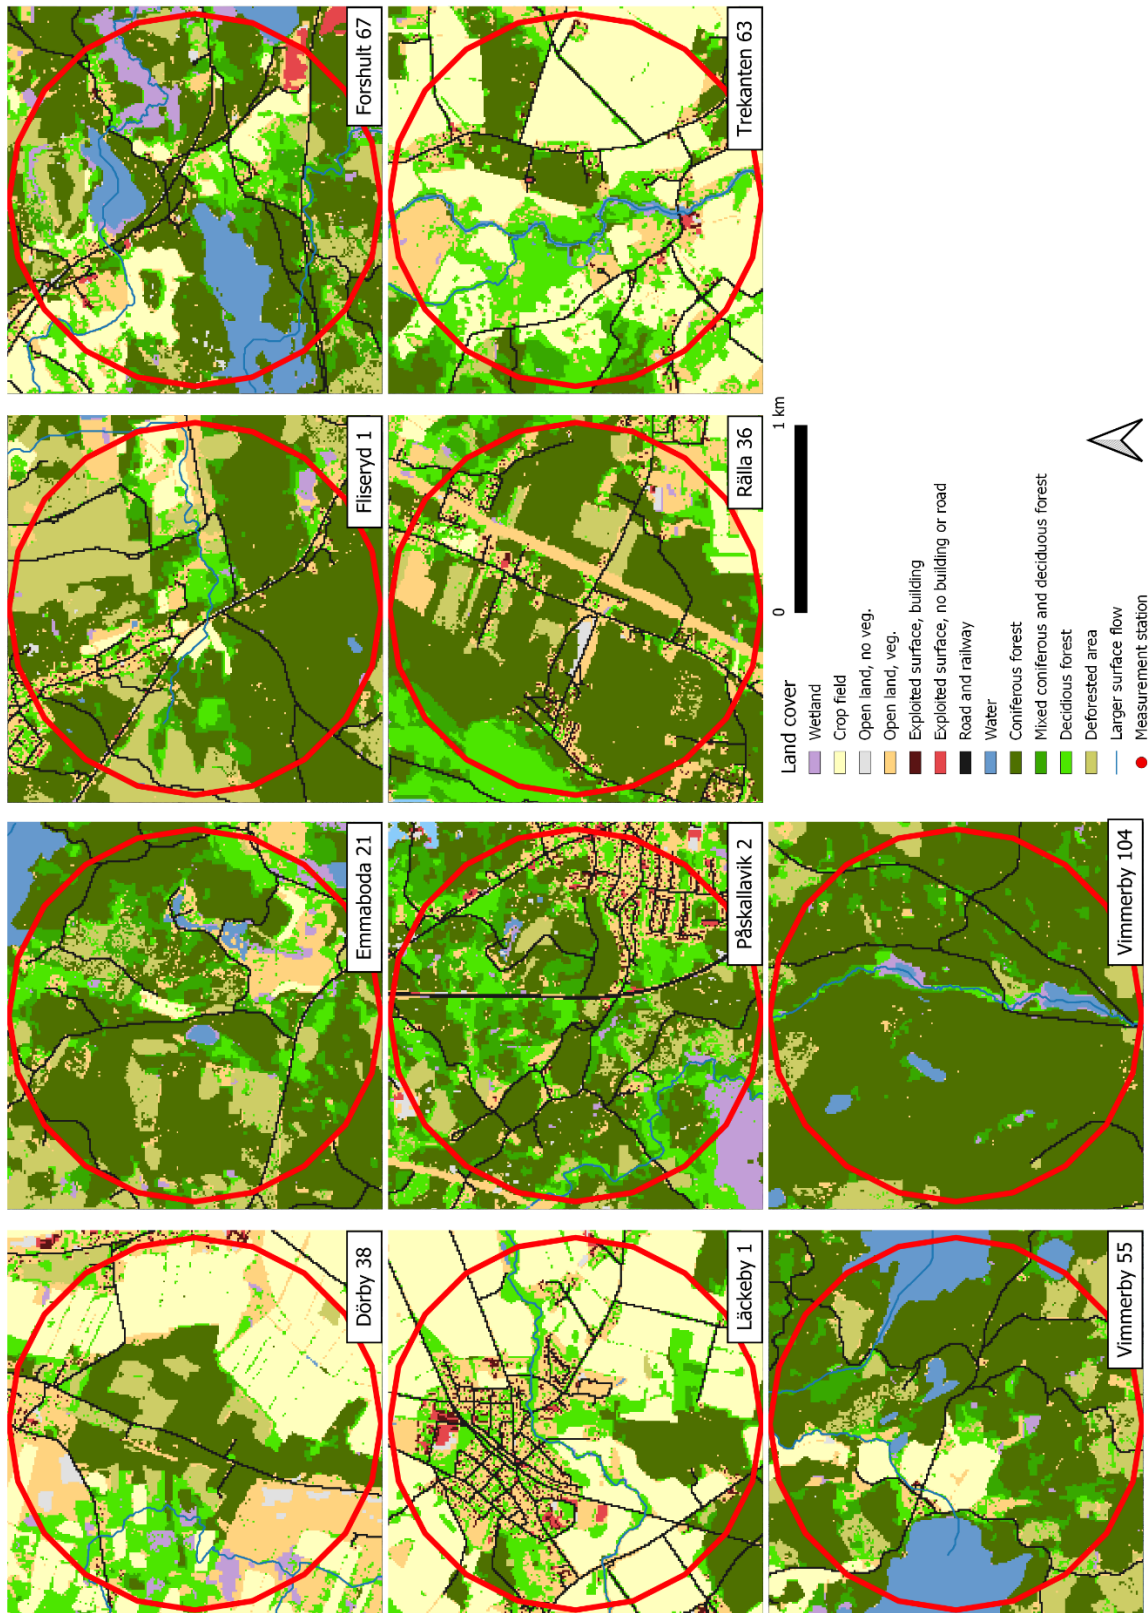 Dörby 38
Emmaboda 21
Fliseryd 1
Forshult 67
Läckeby 1
Påskallavik 2
Rälla 36
Trekanten 63
Vimmerby 55
Vimmerby 104
0
1 km
Land cover
Wetland
Crop field
Open land, no veg.
Open land, veg.
Exploited surface, building
Exploited surface, no building or road
Road and railway
Water
Coniferous forest
Mixed coniferous and deciduous forest
Decidious forest
Deforested area
Larger surface flow
Measurement station